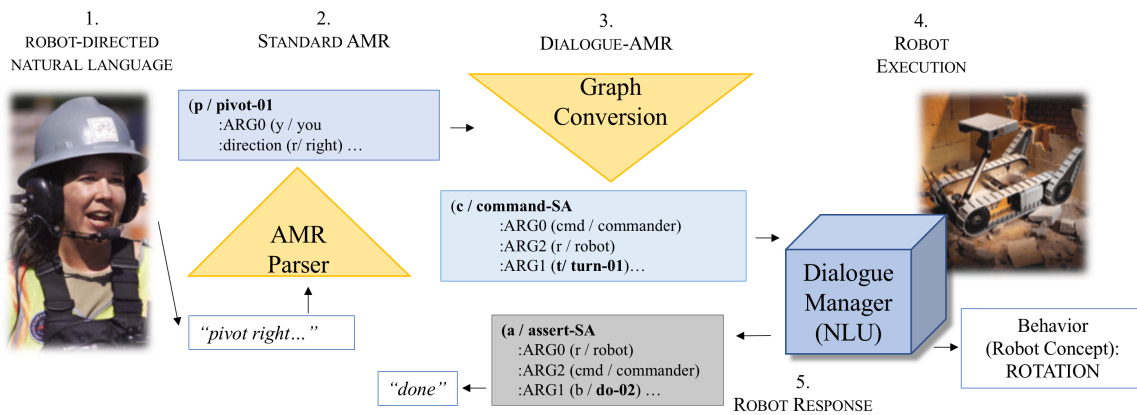 1.
ROBOT-DIRECTED
NATURAL LANGUAGE
2.
STANDARD AMR
3.
DIALOGUE-AMR
4.
ROBOT
EXECUTION
(p / pivot-01
:ARG0 (y / you
:direction (r/ right) …
Graph
Conversion
AMR
Parser
“pivot right…”
(c / command-SA
:ARG0 (cmd / commander)
:ARG2 (r / robot)
:ARG1 (t/ turn-01)…
Dialogue
Manager
(NLU)
Behavior
(Robot Concept):
ROTATION
(a / assert-SA
:ARG0 (r / robot)
:ARG2 (cmd / commander)
:ARG1 (b / do-02) …
“done”
5.
ROBOT RESPONSE